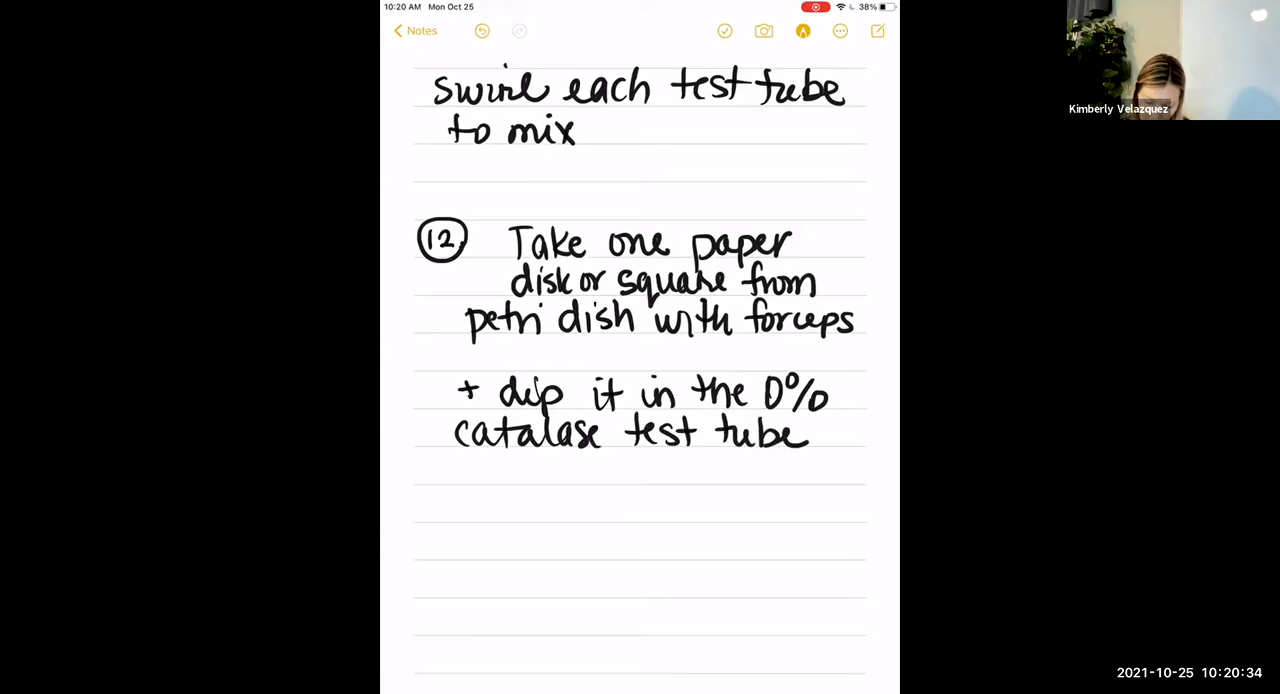 10:20 AM Mon Oct 25
38%
Notes
Kimberly Velazquez
swirl each test tube
to mix
12.
Take one paper
disk or square from
petri dish with forceps
+ dip it in the 0%
catalase test tube
2021-10-25 10:20:34